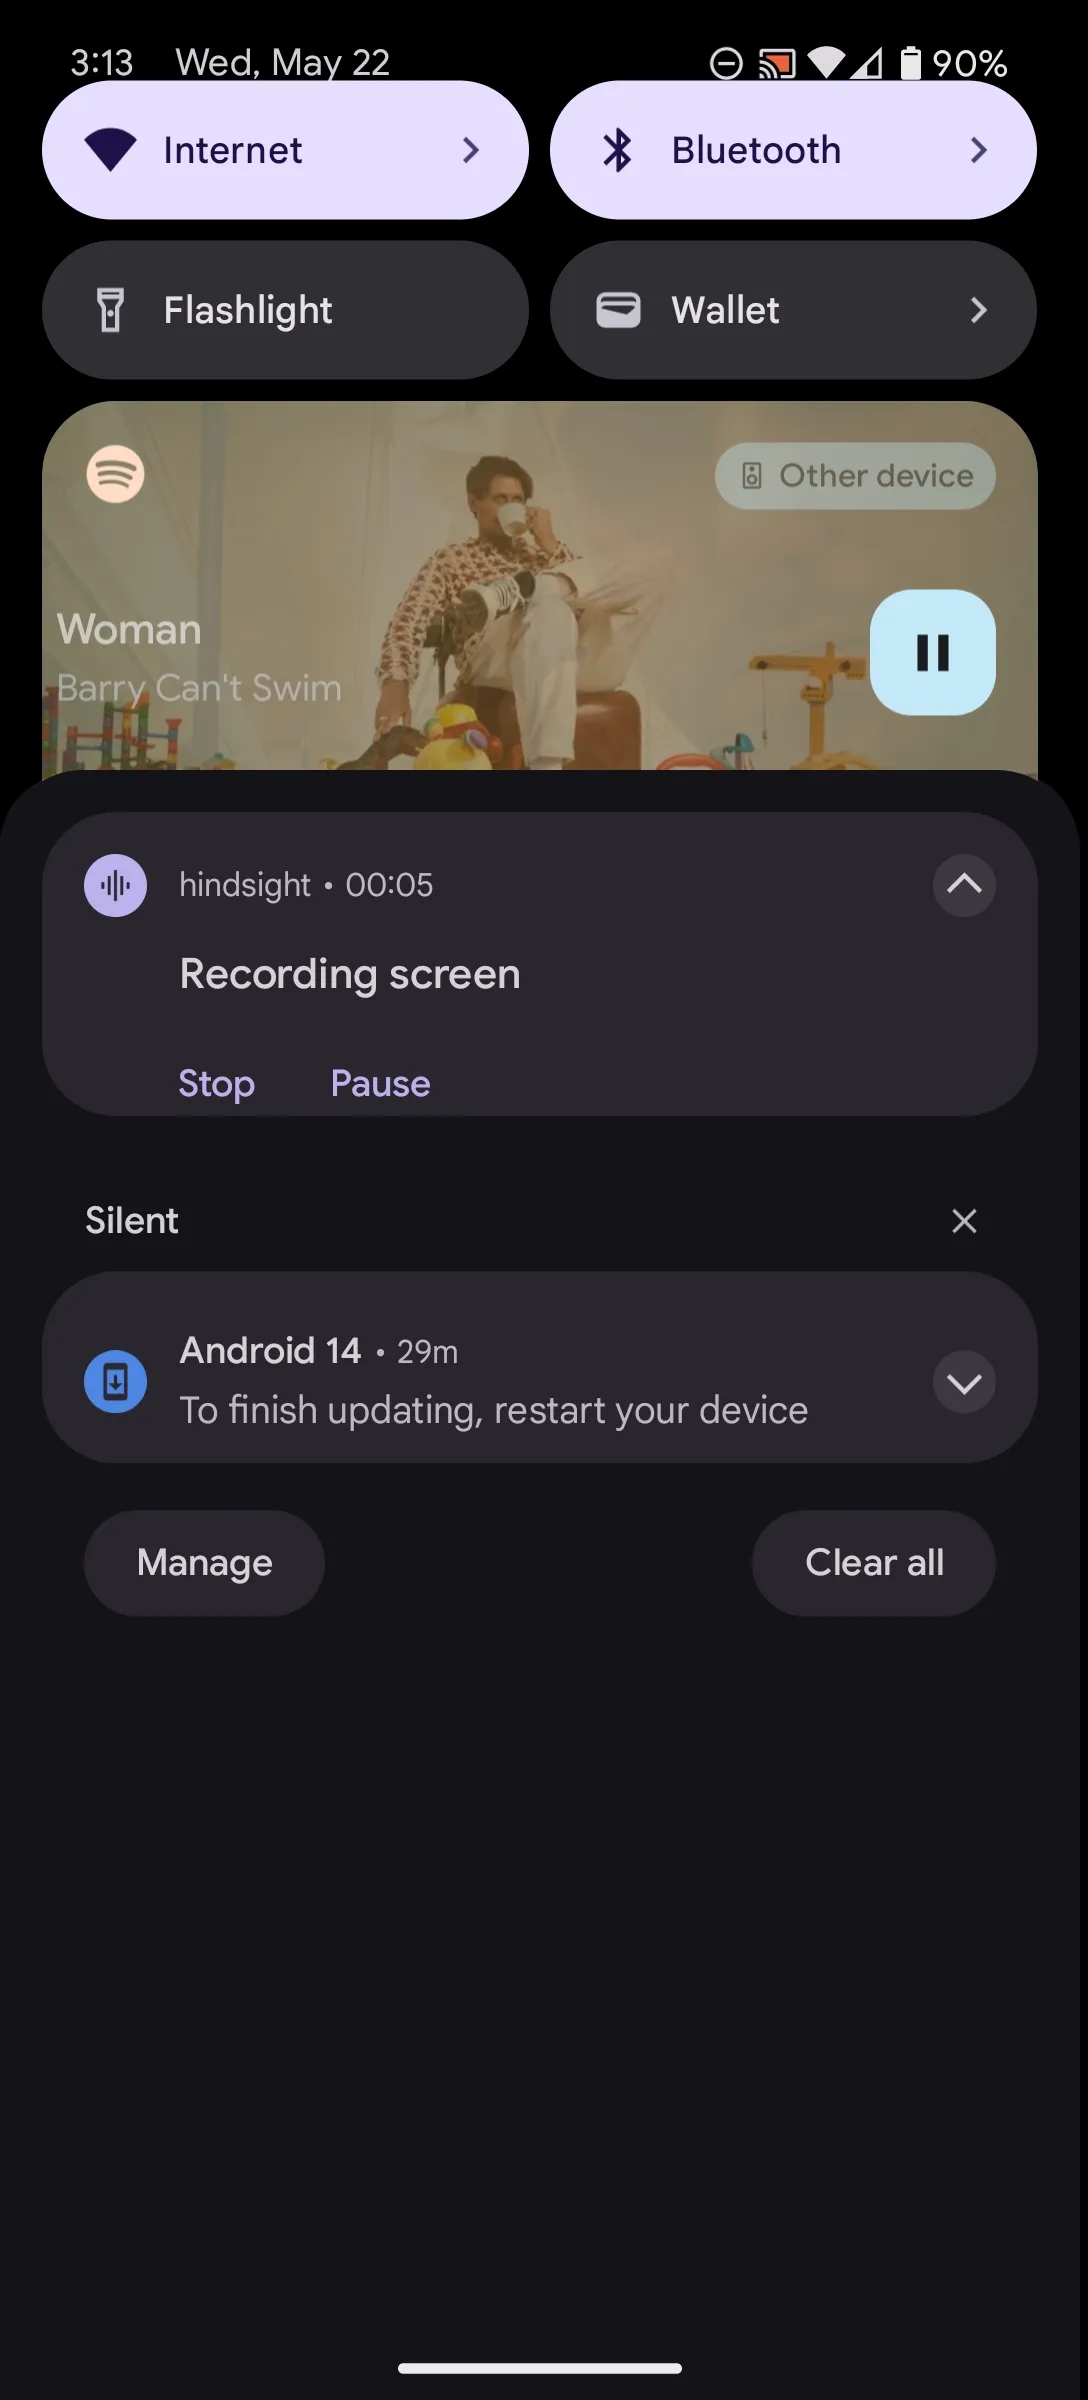 3:13 Wed, May 22 90%
Internet Bluetooth
Flashlight Wallet
Other device
Woman
Barry Can't Swim
hindsight • 00:05
Recording screen
Stop Pause
Silent
Android 14 • 29m
To finish updating, restart your device
Manage Clear all